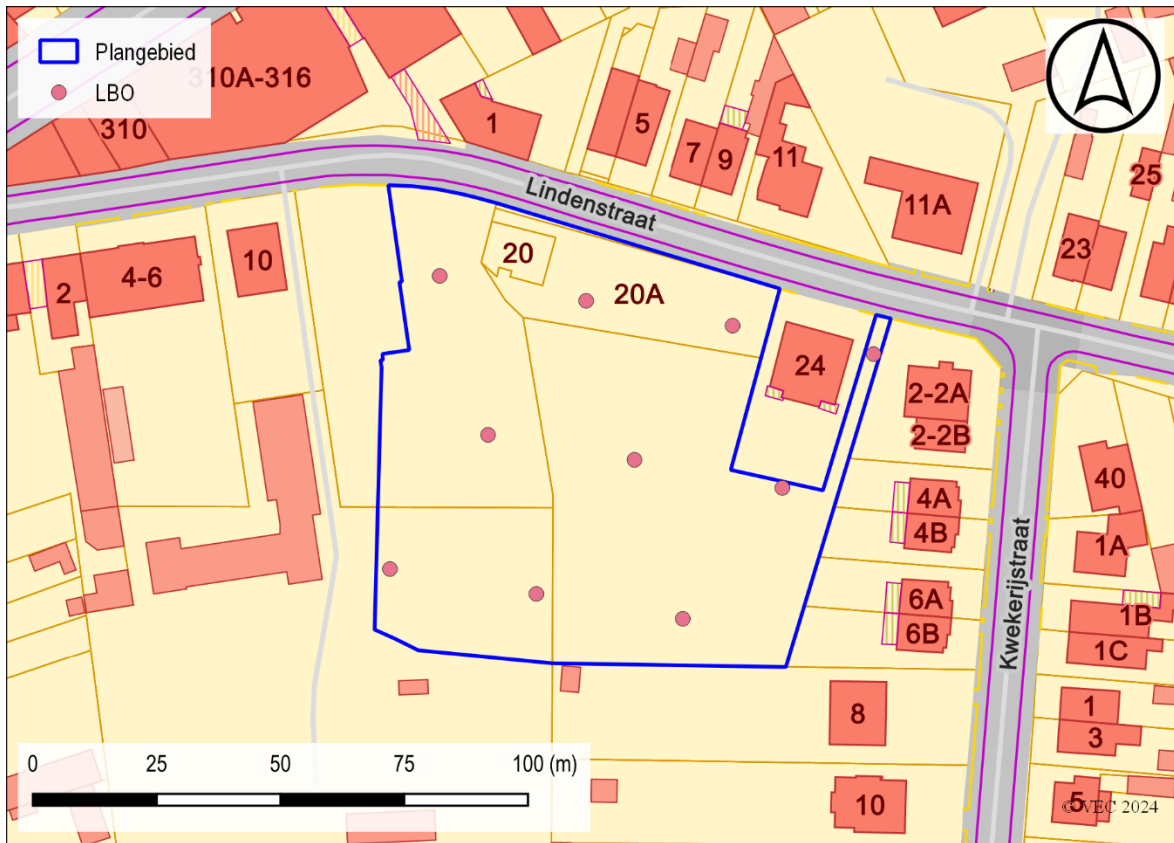 Plangebied
LBO
310A-316
310
1
5
7
9
11
11A
25
23
Lindenstraat
2
4-6
10
20
20A
24
2-2A
2-2B
4A
4B
6A
6B
40
1A
1B
1C
Kwekerijstraat
8
1
3
10
5
0 25 50 75 100 (m)
© VEC 2024